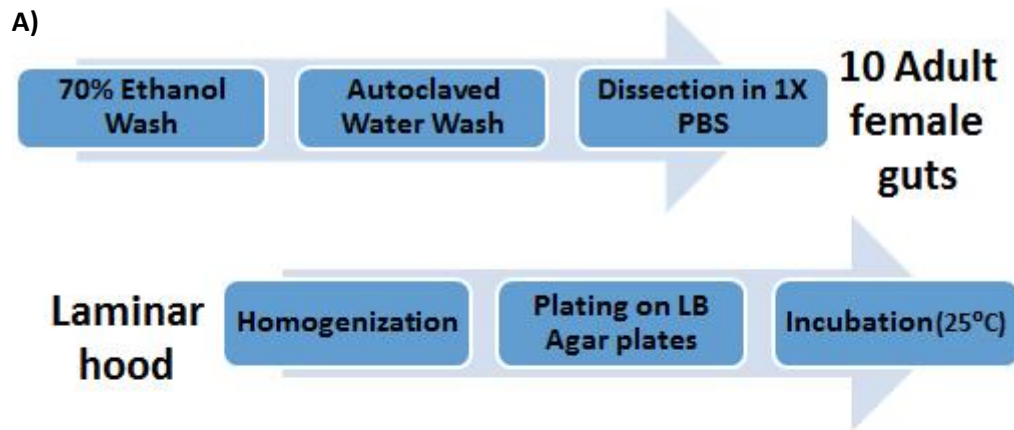 A)
70% Ethanol
Wash
Autoclaved
Water Wash
Dissection in 1X
PBS
10 Adult
female
guts
Laminar
hood
Homogenization
Plating on LB
Agar plates
Incubation(25⁰C)